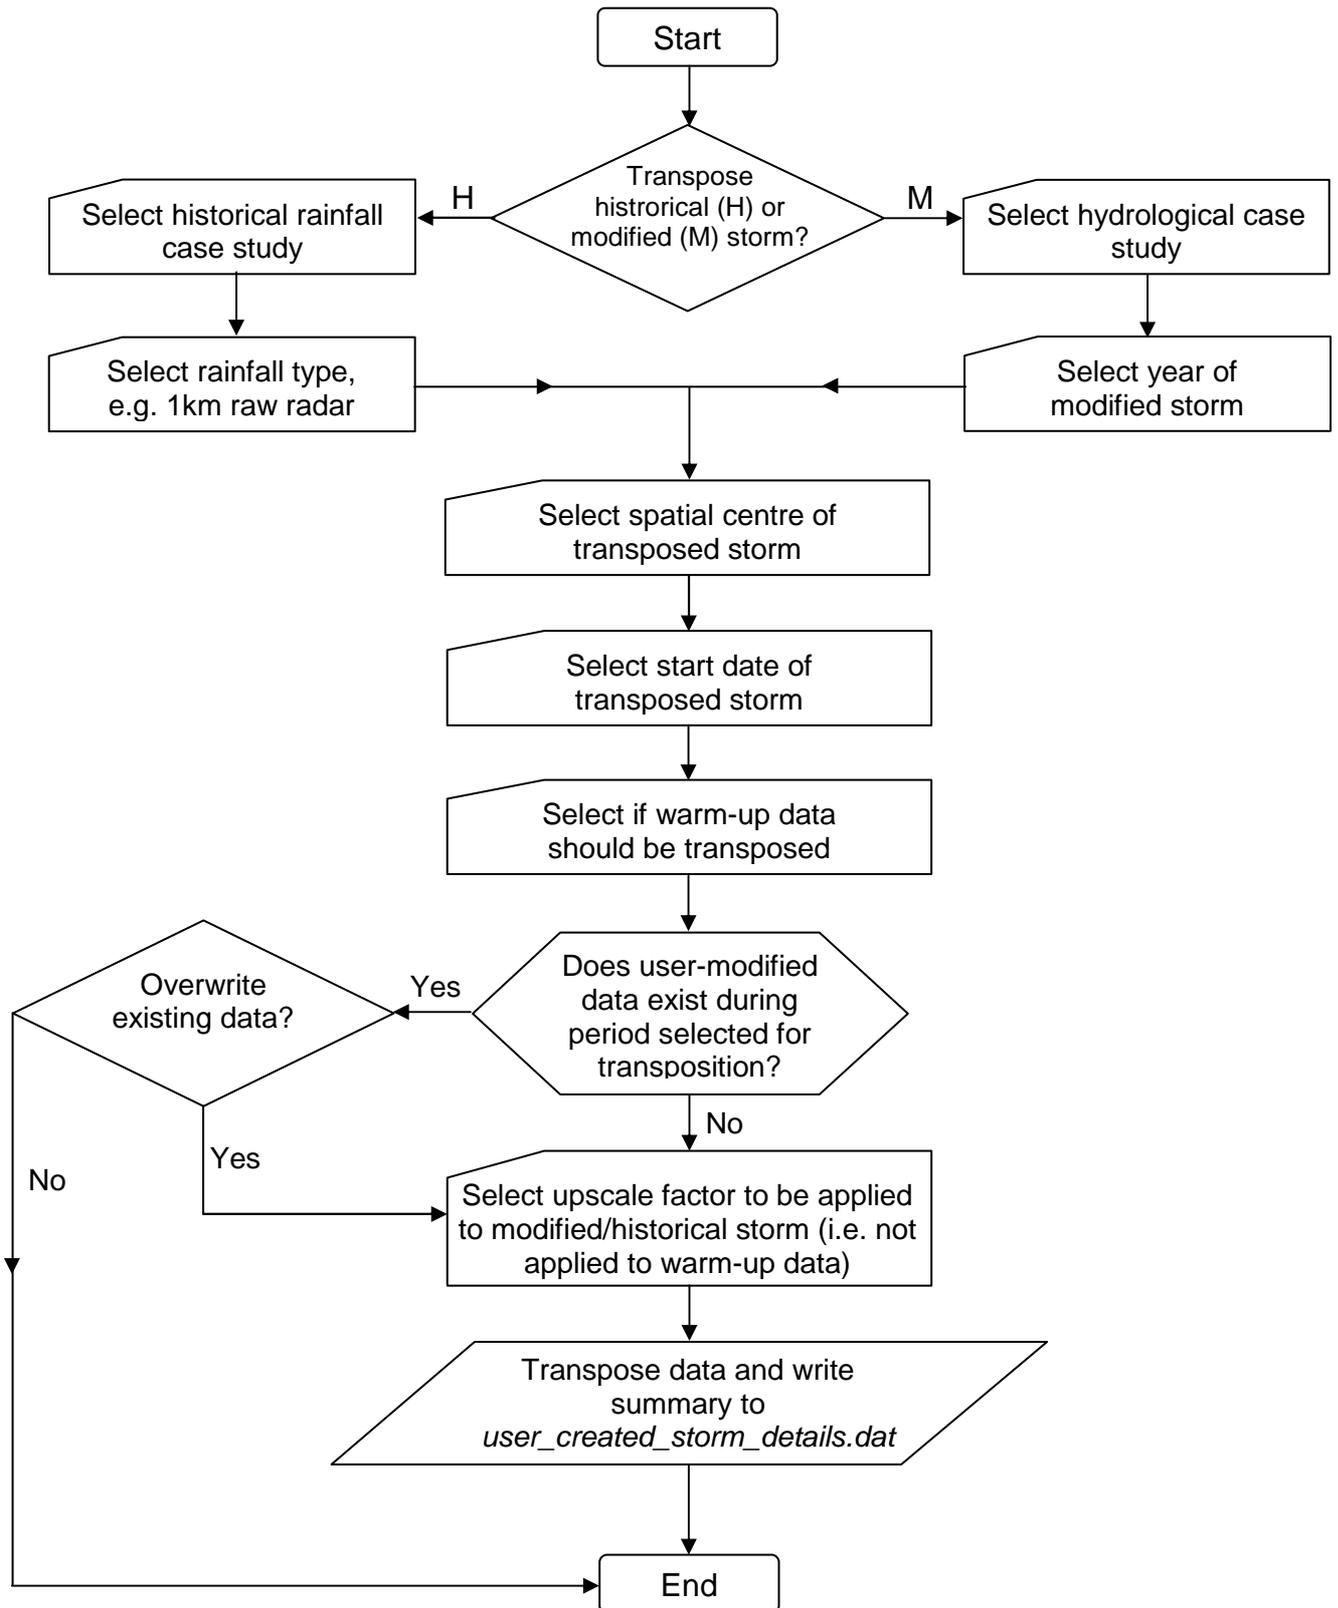 Start
Transpose
histrorical (H) or
modified (M) storm?
H
M
Select historical rainfall
case study
Select hydrological case
study
Select rainfall type,
e.g. 1km raw radar
Select year of
modified storm
Select spatial centre of
transposed storm
Select start date of
transposed storm
Select if warm-up data
should be transposed
Does user-modified
data exist during
period selected for
transposition?
Yes
Overwrite
existing data?
No
Yes
No
Select upscale factor to be applied
to modified/historical storm (i.e. not
applied to warm-up data)
Transpose data and write
summary to
user_created_storm_details.dat
End